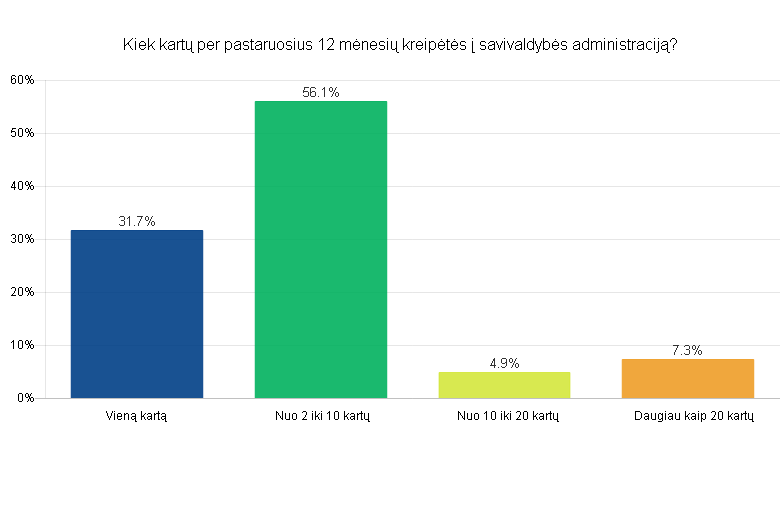 Kiek kartų per pastaruosius 12 mėnesių kreipėtės į savivaldybės administraciją?
60%
56.1%
50%
40%
31.7%
30%
20%
10%
7.3%
4.9%
0%
Vieną kartą
Nuo 2 iki 10 kartų
Nuo 10 iki 20 kartų
Daugiau kaip 20 kartų